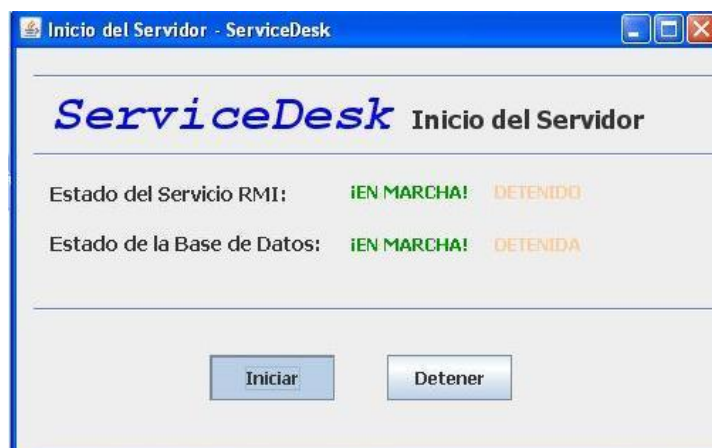 Inicio del Servidor - ServiceDesk
ServiceDesk Inicio del Servidor
Estado del Servicio RMI: ¡EN MARCHA! DETENIDO
Estado de la Base de Datos: ¡EN MARCHA! DETENIDA
Iniciar Detener